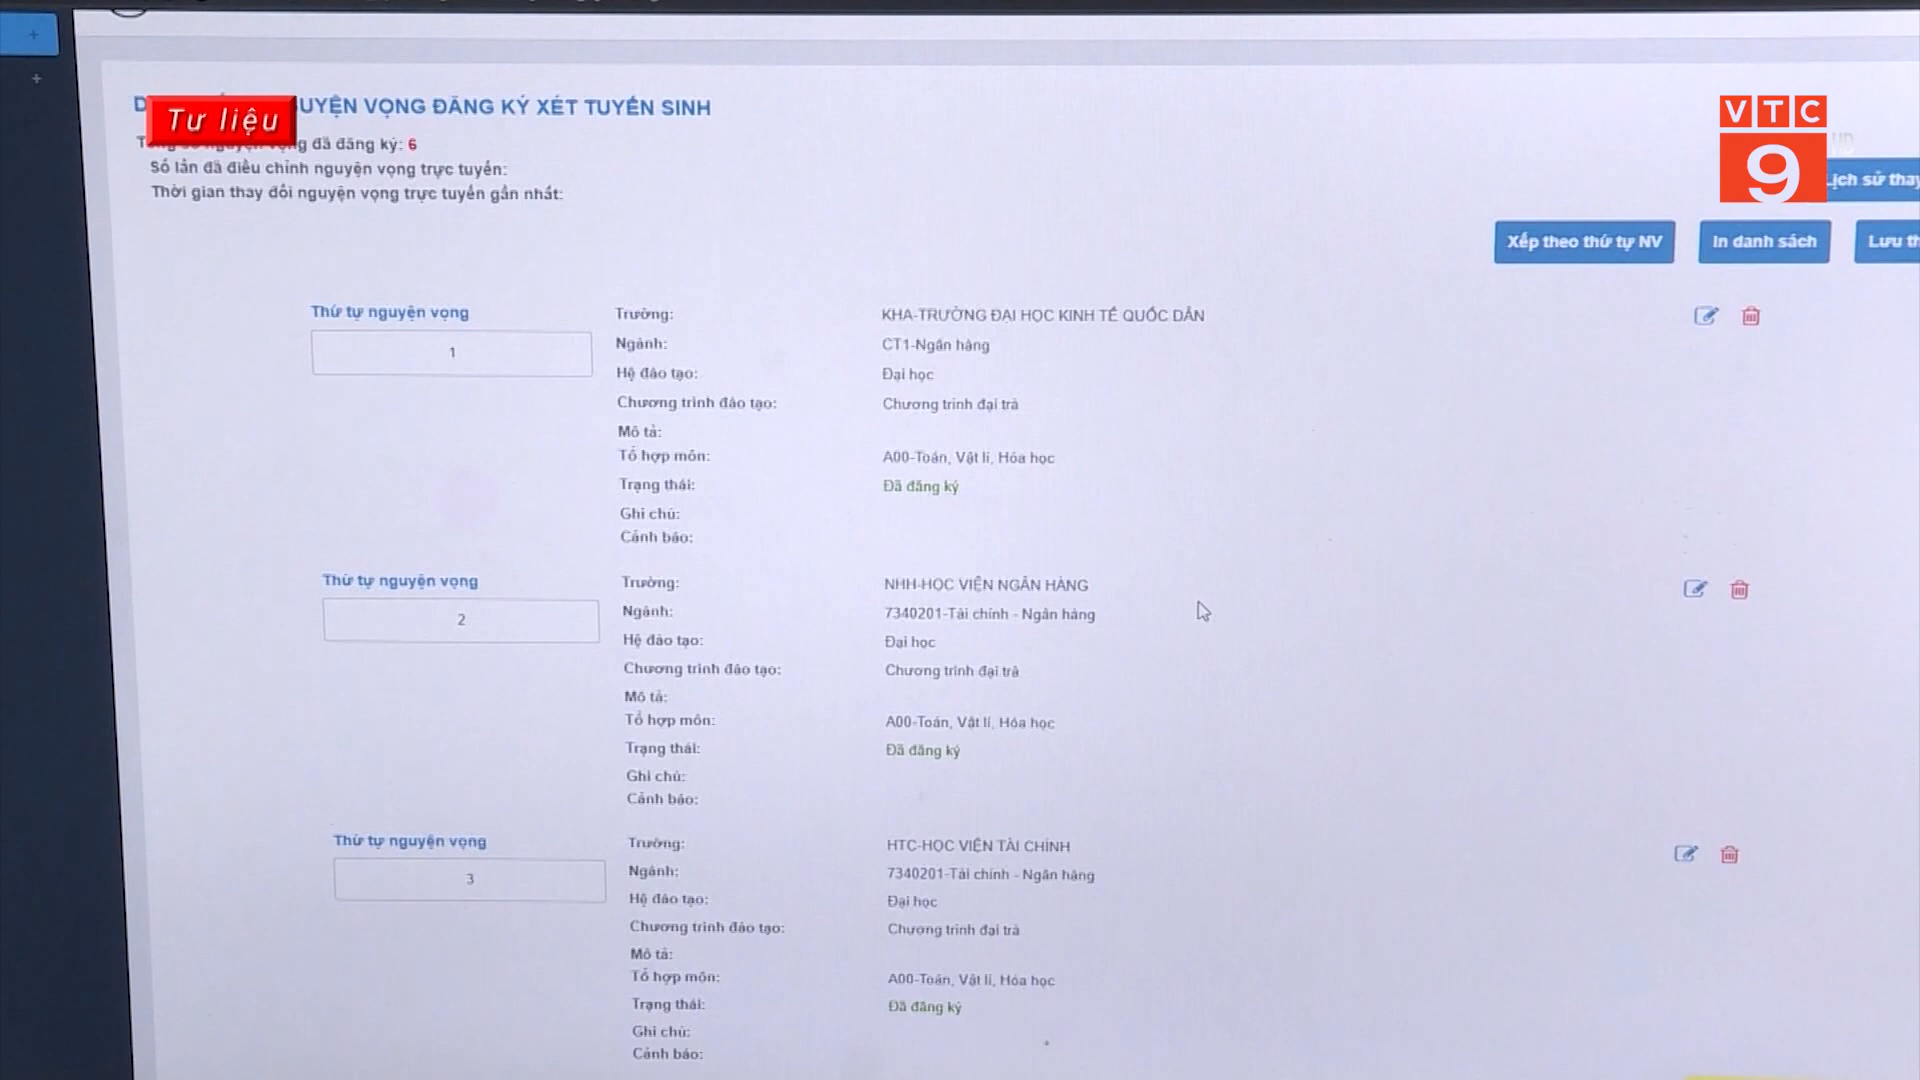 NGUYỆN VỌNG ĐĂNG KÝ XÉT TUYỂN SINH
Tư liệu
đã đăng ký: 6
Số lần đã điều chỉnh nguyện vọng trực tuyến:
Thời gian thay đổi nguyện vọng trực tuyến gần nhất:
VTC
9
Lịch sử thay
Xếp theo thứ tự NV
In danh sách
Lưu
Thứ tự nguyện vọng
1
Trường: KHA-TRƯỜNG ĐẠI HỌC KINH TẾ QUỐC DÂN
Ngành: CT1-Ngân hàng
Hệ đào tạo: Đại học
Chương trình đào tạo: Chương trình đại trà
Mô tả:
Tổ hợp môn: A00-Toán, Vật lí, Hóa học
Trạng thái: Đã đăng ký
Ghi chú:
Cảnh báo:
Thứ tự nguyện vọng
2
Trường: NHH-HỌC VIỆN NGÂN HÀNG
Ngành: 7340201-Tài chính - Ngân hàng
Hệ đào tạo: Đại học
Chương trình đào tạo: Chương trình đại trà
Mô tả:
Tổ hợp môn: A00-Toán, Vật lí, Hóa học
Trạng thái: Đã đăng ký
Ghi chú:
Cảnh báo:
Thứ tự nguyện vọng
3
Trường: HTC-HỌC VIỆN TÀI CHÍNH
Ngành: 7340201-Tài chính - Ngân hàng
Hệ đào tạo: Đại học
Chương trình đào tạo: Chương trình đại trà
Mô tả:
Tổ hợp môn: A00-Toán, Vật lí, Hóa học
Trạng thái: Đã đăng ký
Ghi chú:
Cảnh báo: